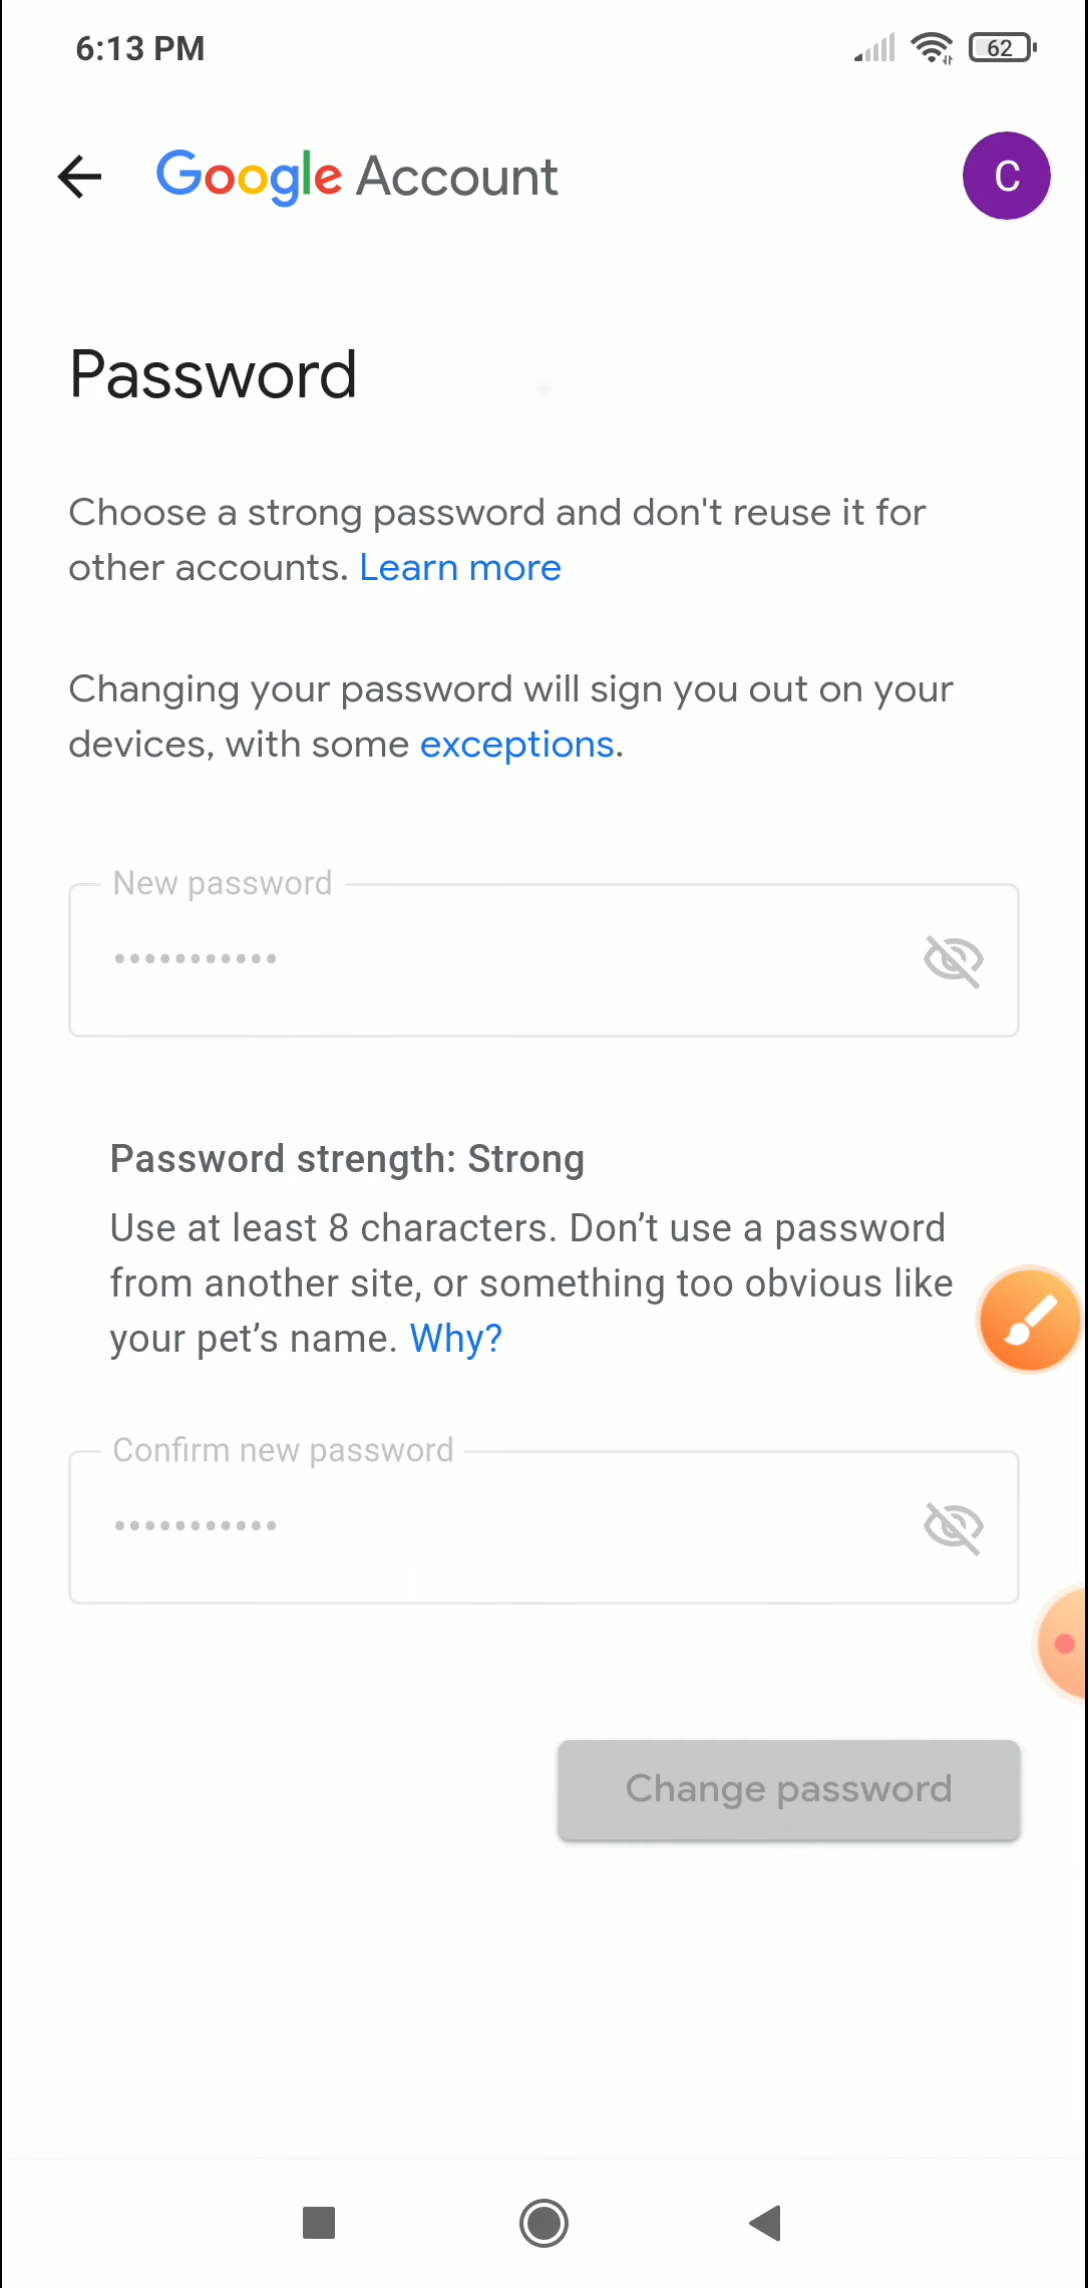 6:13 PM
62
Google Account
C
Password
Choose a strong password and don't reuse it for
other accounts. Learn more
Changing your password will sign you out on your
devices, with some exceptions.
New password
•••••••••••
Password strength: Strong
Use at least 8 characters. Don’t use a password
from another site, or something too obvious like
your pet’s name. Why?
Confirm new password
•••••••••••
Change password